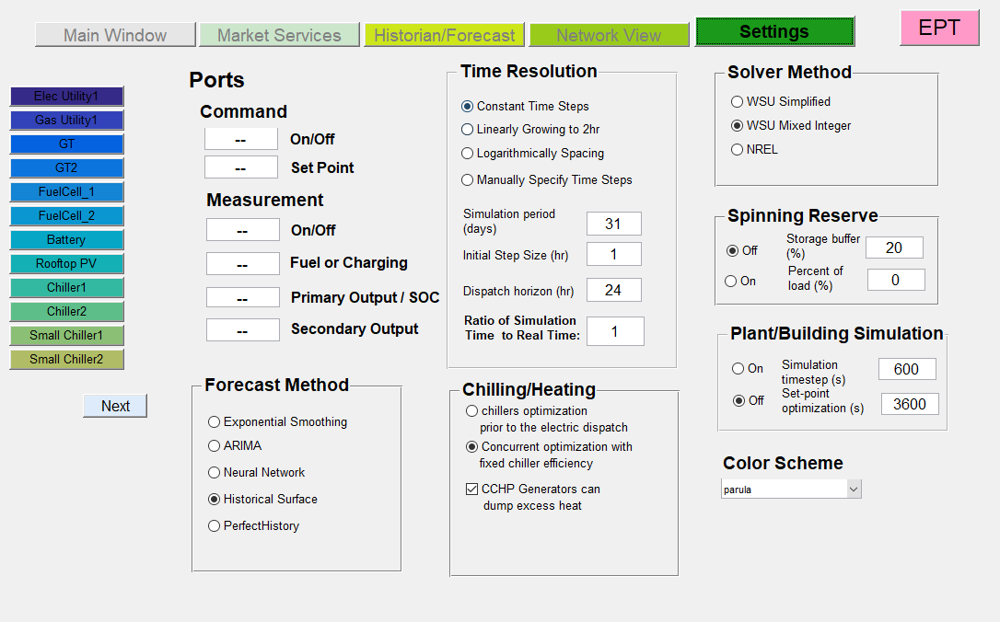 Main Window
Market Services
Historian/Forecast
Network View
Settings
EPT
Elec Utility1
Gas Utility1
GT
GT2
FuelCell_1
FuelCell_2
Battery
Rooftop PV
Chiller1
Chiller2
Small Chiller1
Small Chiller2
Next
Ports
Command
-- On/Off
-- Set Point
Measurement
-- On/Off
-- Fuel or Charging
-- Primary Output / SOC
-- Secondary Output
Forecast Method
Exponential Smoothing
ARIMA
Neural Network
Historical Surface
PerfectHistory
Time Resolution
Constant Time Steps
Linearly Growing to 2hr
Logarithmically Spacing
Manually Specify Time Steps
Simulation period
(days)
31
Initial Step Size (hr)
1
Dispatch horizon (hr)
24
Ratio of Simulation
Time to Real Time:
1
Chilling/Heating
chillers optimization
prior to the electric dispatch
Concurrent optimization with
fixed chiller efficiency
CCHP Generators can
dump excess heat
Solver Method
WSU Simplified
WSU Mixed Integer
NREL
Spinning Reserve
Off
On
Storage buffer
(%)
20
Percent of
load (%)
0
Plant/Building Simulation
On
Off
Simulation
timestep (s)
600
Set-point
optimization (s)
3600
Color Scheme
parula